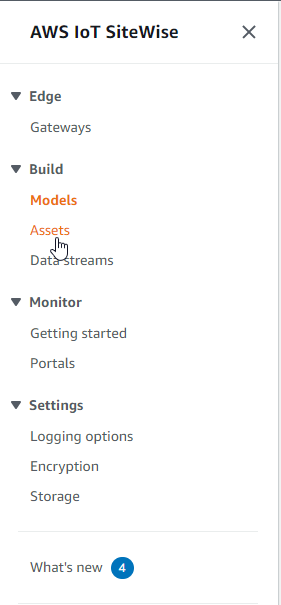 AWS IoT SiteWise
Edge
Gateways
Build
Models
Assets
Data streams
Monitor
Getting started
Portals
Settings
Logging options
Encryption
Storage
What's new 4